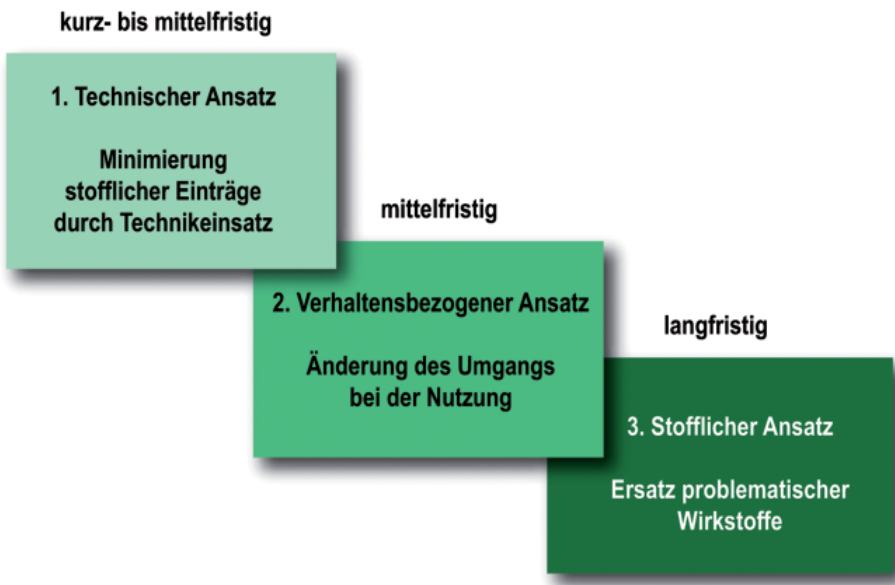 kurz- bis mittelfristig
1. Technischer Ansatz
Minimierung
stofflicher Einträge
durch Technikeinsatz
mittelfristig
2. Verhaltensbezogener Ansatz
Änderung des Umgangs
bei der Nutzung
langfristig
3. Stofflicher Ansatz
Ersatz problematischer
Wirkstoffe